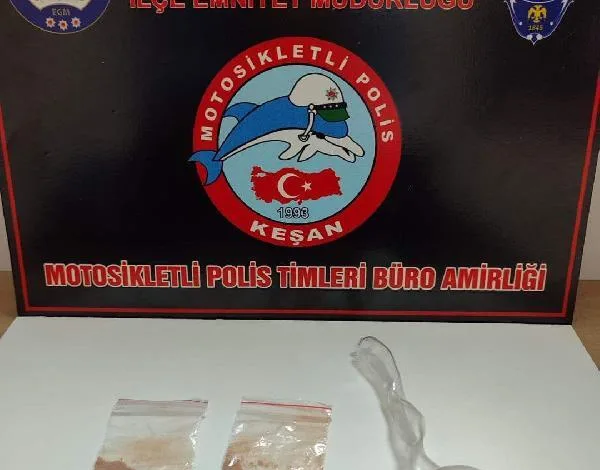 İLÇE EMNİYET MÜDÜRLÜĞÜ
EGM
1845
MOTOSİKLETLİ POLİS
1993
KEŞAN
MOTOSİKLETLİ POLİS TİMLERİ BÜRO AMİRLİĞİ